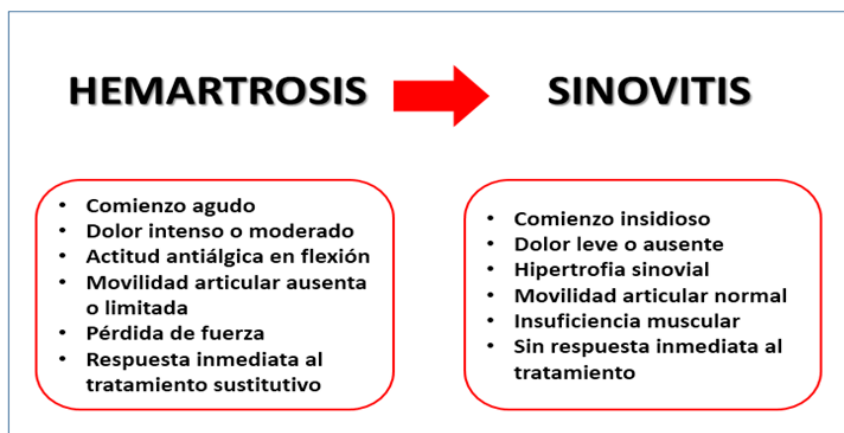 HEMARTROSIS
SINOVITIS
• Comienzo agudo
• Dolor intenso o moderado
• Actitud antiálgica en flexión
• Movilidad articular ausenta
o limitada
• Pérdida de fuerza
• Respuesta inmediata al
tratamiento sustitutivo
• Comienzo insidioso
• Dolor leve o ausente
• Hipertrofia sinovial
• Movilidad articular normal
• Insuficiencia muscular
• Sin respuesta inmediata al
tratamiento